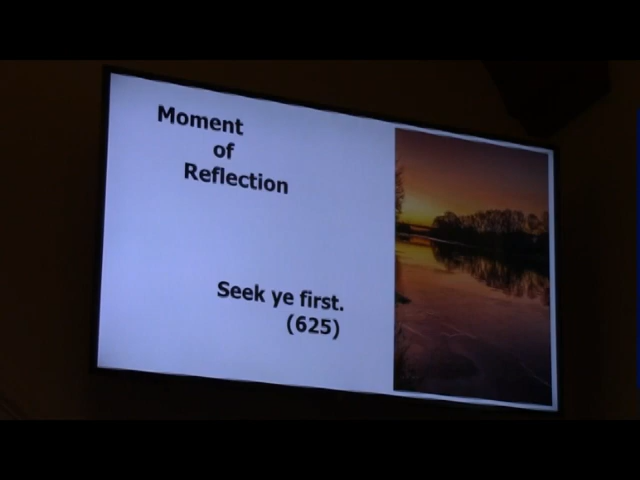 Moment
of
Reflection
Seek ye first.
(625)